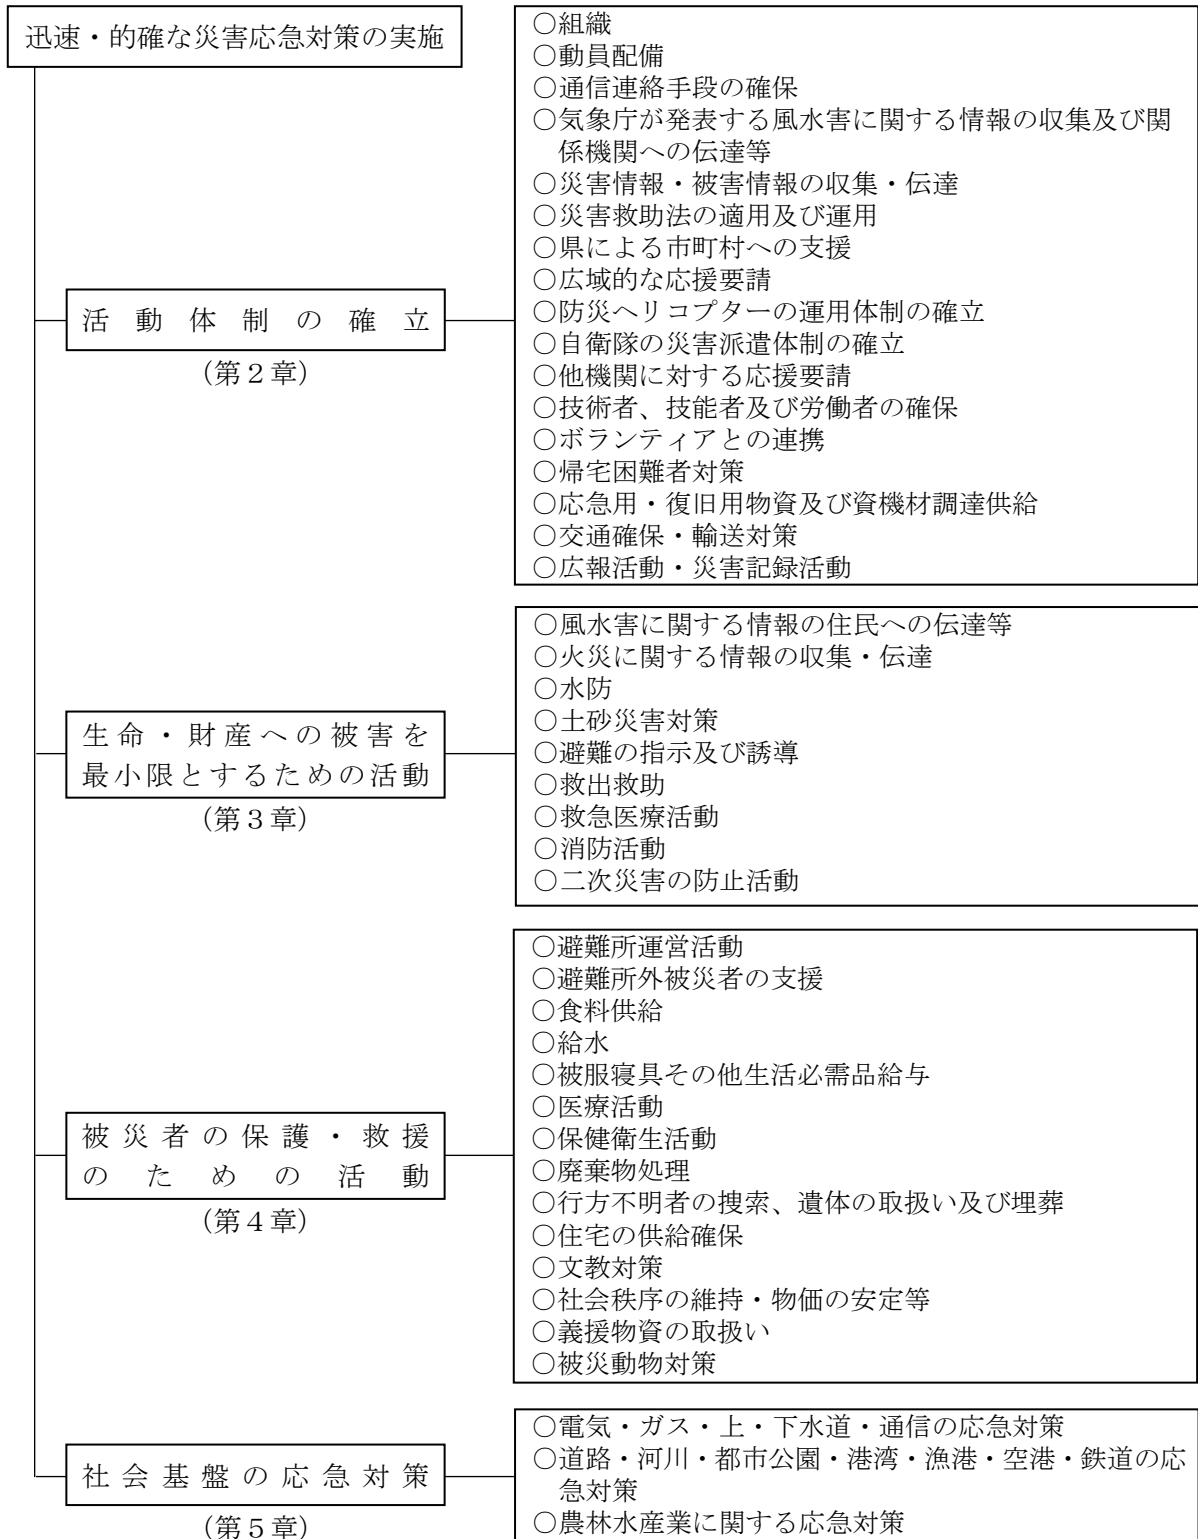 迅速・的確な災害応急対策の実施
活動体制の確立
(第2章)
○組織
○動員配備
○通信連絡手段の確保
○気象庁が発表する風水害に関する情報の収集及び関
係機関への伝達等
○災害情報・被害情報の収集・伝達
○災害救助法の適用及び運用
○県による市町村への支援
○広域的な応援要請
○防災ヘリコプターの運用体制の確立
○自衛隊の災害派遣体制の確立
○他機関に対する応援要請
○技術者、技能者及び労働者の確保
○ボランティアとの連携
○帰宅困難者対策
○応急用・復旧用物資及び資機材調達供給
○交通確保・輸送対策
○広報活動・災害記録活動
生命・財産への被害を
最小限とするための活動
(第3章)
○風水害に関する情報の住民への伝達等
○火災に関する情報の収集・伝達
○水防
○土砂災害対策
○避難の指示及び誘導
○救出救助
○救急医療活動
○消防活動
○二次災害の防止活動
被災者の保護・救援
のための活動
(第4章)
○避難所運営活動
○避難所外被災者の支援
○食料供給
○給水
○被服寝具その他生活必需品給与
○医療活動
○保健衛生活動
○廃棄物処理
○行方不明者の捜索、遺体の取扱い及び埋葬
○住宅の供給確保
○文教対策
○社会秩序の維持・物価の安定等
○義援物資の取扱い
○被災動物対策
社会基盤の応急対策
(第5章)
○電気・ガス・上・下水道・通信の応急対策
○道路・河川・都市公園・港湾・漁港・空港・鉄道の応
急対策
○農林水産業に関する応急対策